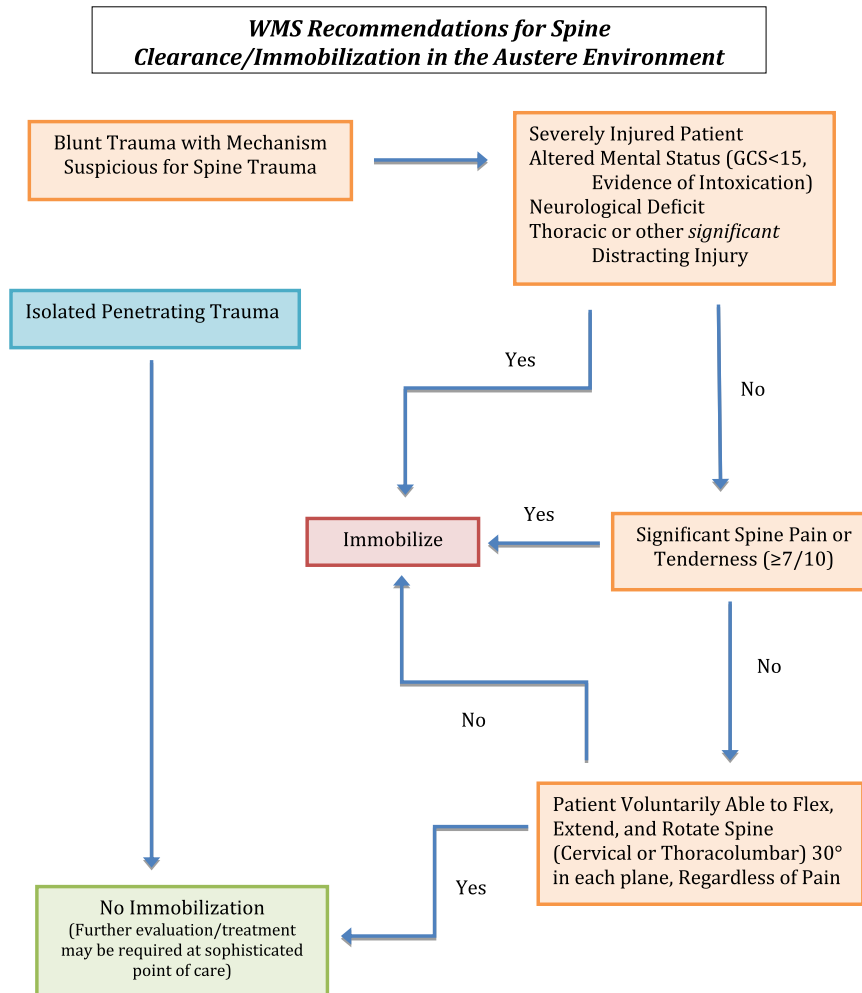 WMS Recommendations for Spine
Clearance/Immobilization in the Austere Environment
Blunt Trauma with Mechanism
Suspicious for Spine Trauma
Severely Injured Patient
Altered Mental Status (GCS<15,
Evidence of Intoxication)
Neurological Deficit
Thoracic or other significant
Distracting Injury
Isolated Penetrating Trauma
Yes
No
Immobilize
Yes
Significant Spine Pain or
Tenderness (≥7/10)
No
No
Patient Voluntarily Able to Flex,
Extend, and Rotate Spine
(Cervical or Thoracolumbar) 30°
in each plane, Regardless of Pain
Yes
No Immobilization
(Further evaluation/treatment
may be required at sophisticated
point of care)